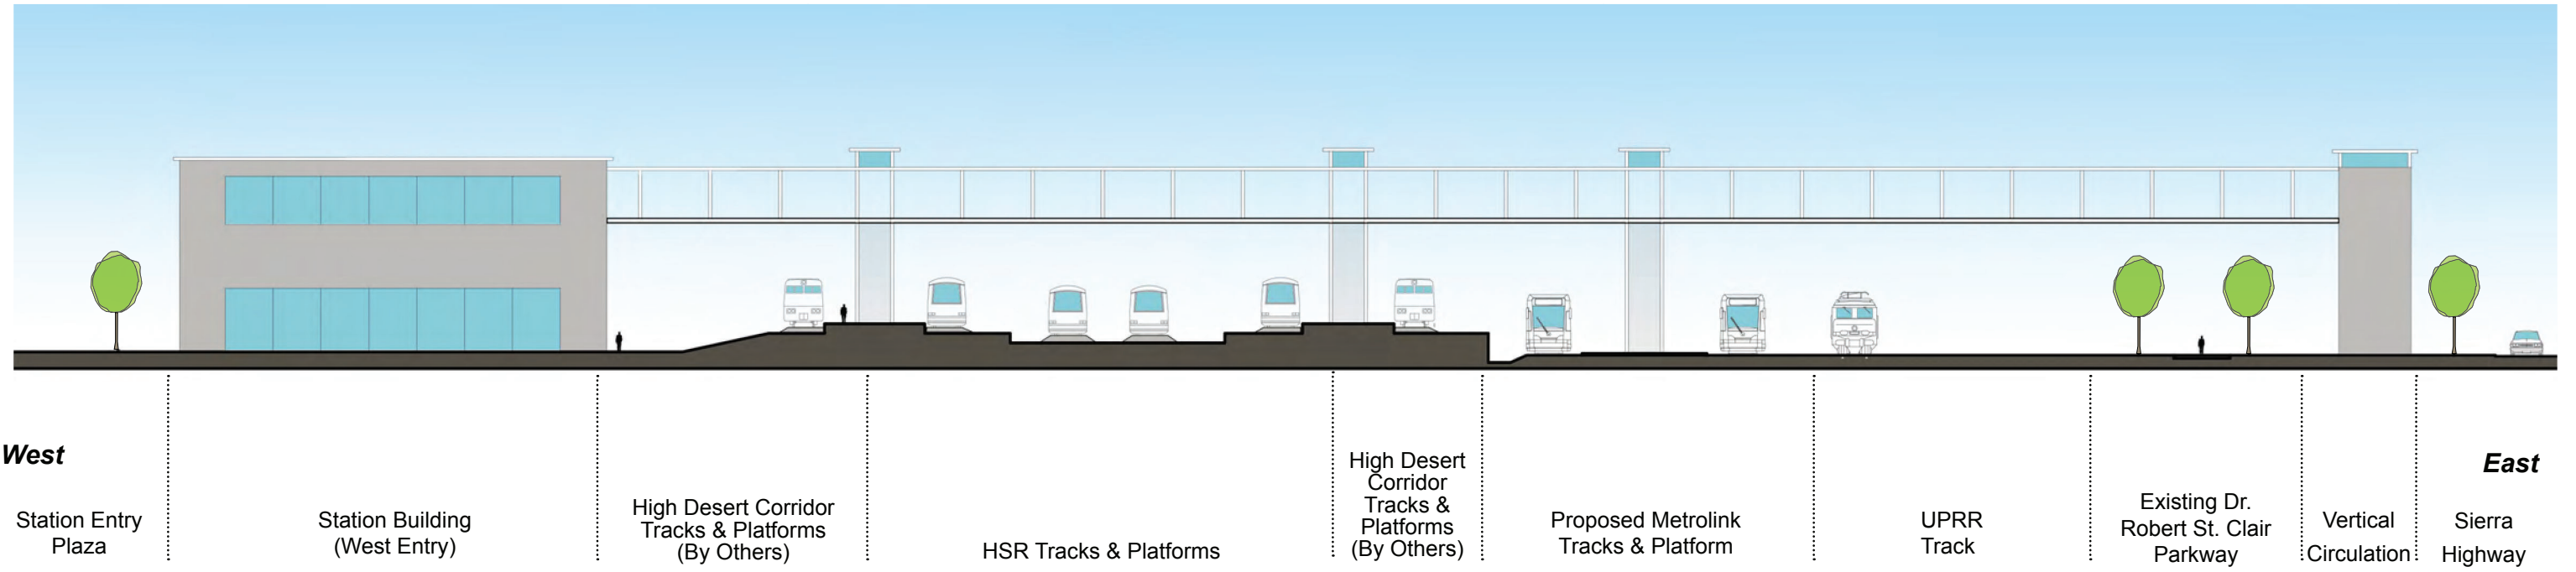 West
East
Station Entry
Plaza
Station Building
(West Entry)
High Desert Corridor
Tracks & Platforms
(By Others)
HSR Tracks & Platforms
High Desert
Corridor
Tracks &
Platforms
(By Others)
Proposed Metrolink
Tracks & Platform
UPRR
Track
Existing Dr.
Robert St. Clair
Parkway
Vertical
Circulation
Sierra
Highway